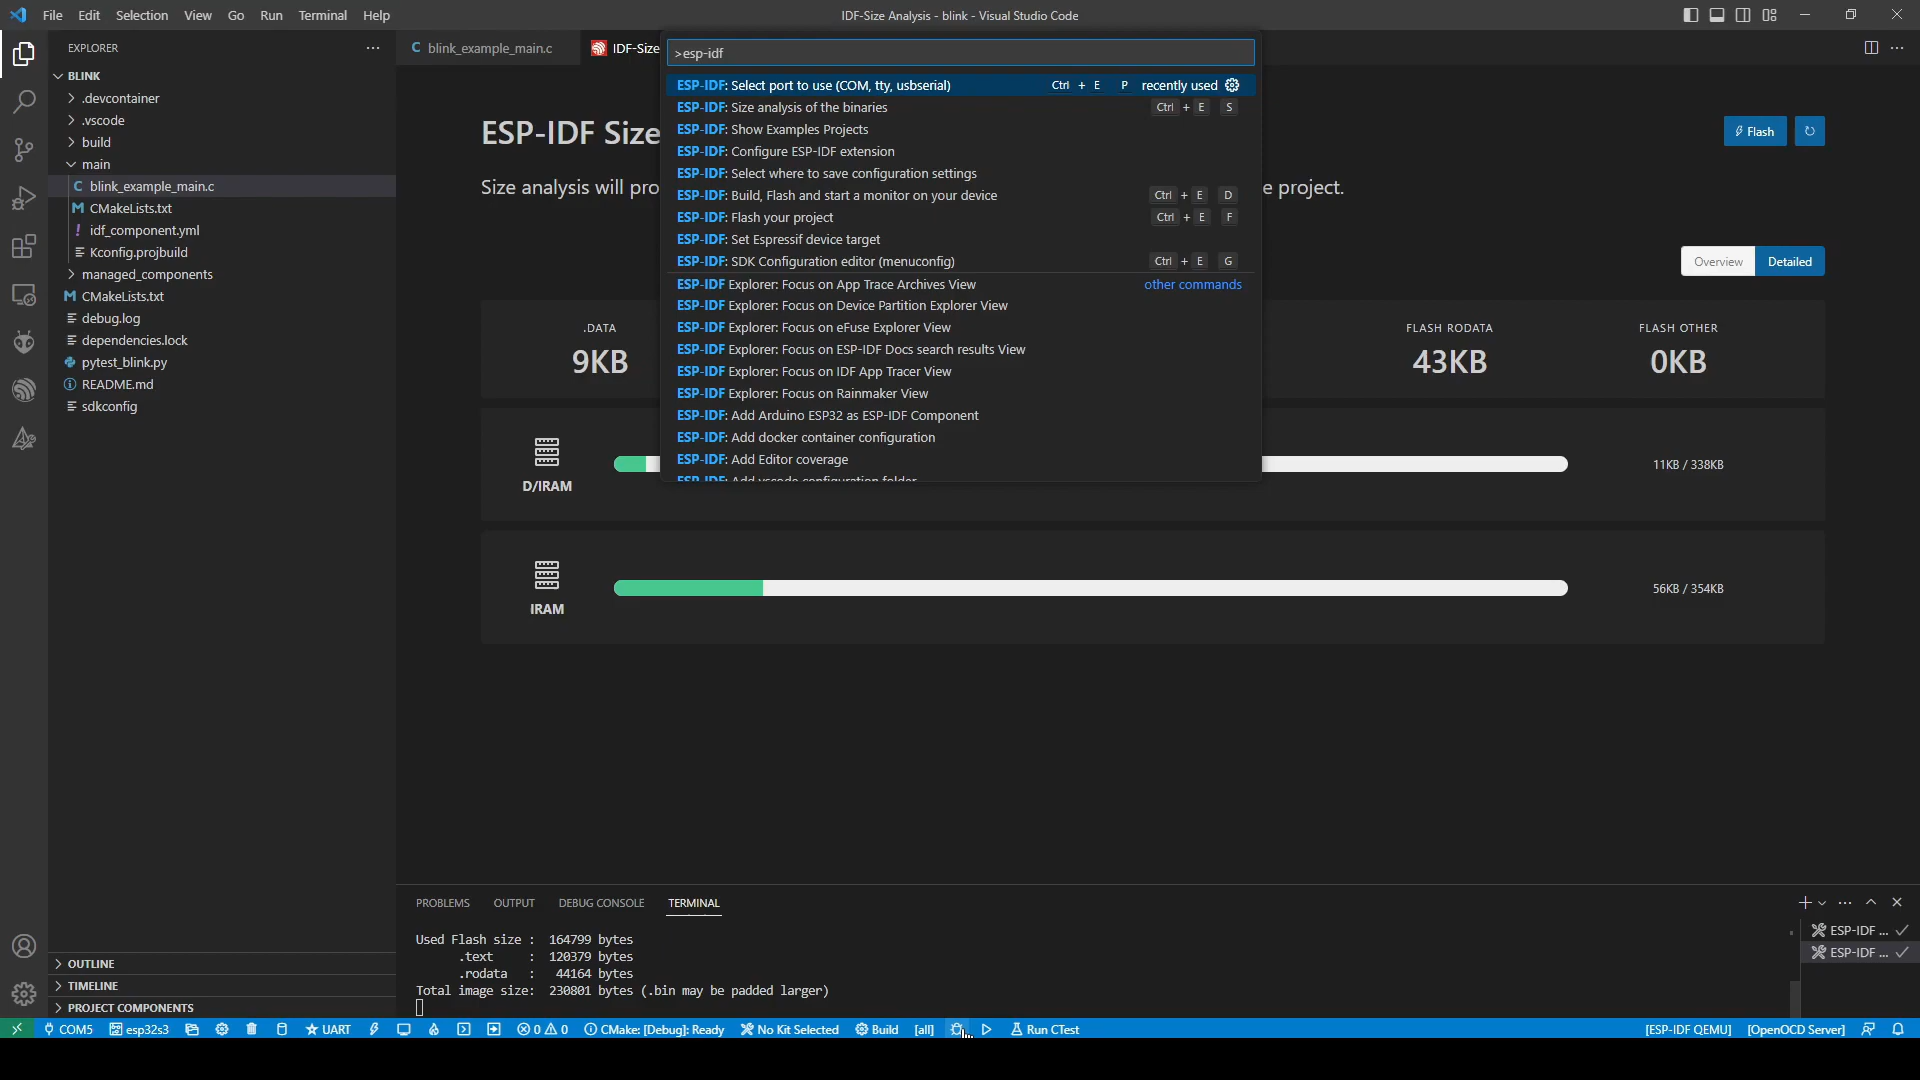 File Edit Selection View Go Run Terminal Help
IDF-Size Analysis - blink - Visual Studio Code
EXPLORER
BLINK
.devcontainer
.vscode
build
main
C blink_example_main.c
M CMakeLists.txt
! idf_component.yml
Kconfig.projbuild
managed_components
M CMakeLists.txt
debug.log
dependencies.lock
pytest_blink.py
README.md
sdkconfig
OUTLINE
TIMELINE
PROJECT COMPONENTS
C blink_example_main.c
IDF-Size
>esp-idf
ESP-IDF: Select port to use (COM, tty, usbserial) Ctrl + E P recently used
ESP-IDF: Size analysis of the binaries Ctrl + E S
ESP-IDF: Show Examples Projects
ESP-IDF: Configure ESP-IDF extension
ESP-IDF: Select where to save configuration settings
ESP-IDF: Build, Flash and start a monitor on your device Ctrl + E D
ESP-IDF: Flash your project Ctrl + E F
ESP-IDF: Set Espressif device target
ESP-IDF: SDK Configuration editor (menuconfig) Ctrl + E G
ESP-IDF Explorer: Focus on App Trace Archives View other commands
ESP-IDF Explorer: Focus on Device Partition Explorer View
ESP-IDF Explorer: Focus on eFuse Explorer View
ESP-IDF Explorer: Focus on ESP-IDF Docs search results View
ESP-IDF Explorer: Focus on IDF App Tracer View
ESP-IDF Explorer: Focus on Rainmaker View
ESP-IDF: Add Arduino ESP32 as ESP-IDF Component
ESP-IDF: Add docker container configuration
ESP-IDF: Add Editor coverage
ESP-IDF: Add vscode configuration folder
ESP-IDF Size
Flash
Size analysis will pro
e project.
Overview Detailed
.DATA
9KB
FLASH RODATA
43KB
FLASH OTHER
0KB
D/IRAM
11KB / 338KB
IRAM
56KB / 354KB
PROBLEMS OUTPUT DEBUG CONSOLE TERMINAL
Used Flash size : 164799 bytes
.text : 120379 bytes
.rodata : 44164 bytes
Total image size: 230801 bytes (.bin may be padded larger)
ESP-IDF ...
ESP-IDF ...
COM5 esp32s3 UART 0 0 CMake: [Debug]: Ready No Kit Selected Build [all] Run CTest [ESP-IDF QEMU] [OpenOCD Server]